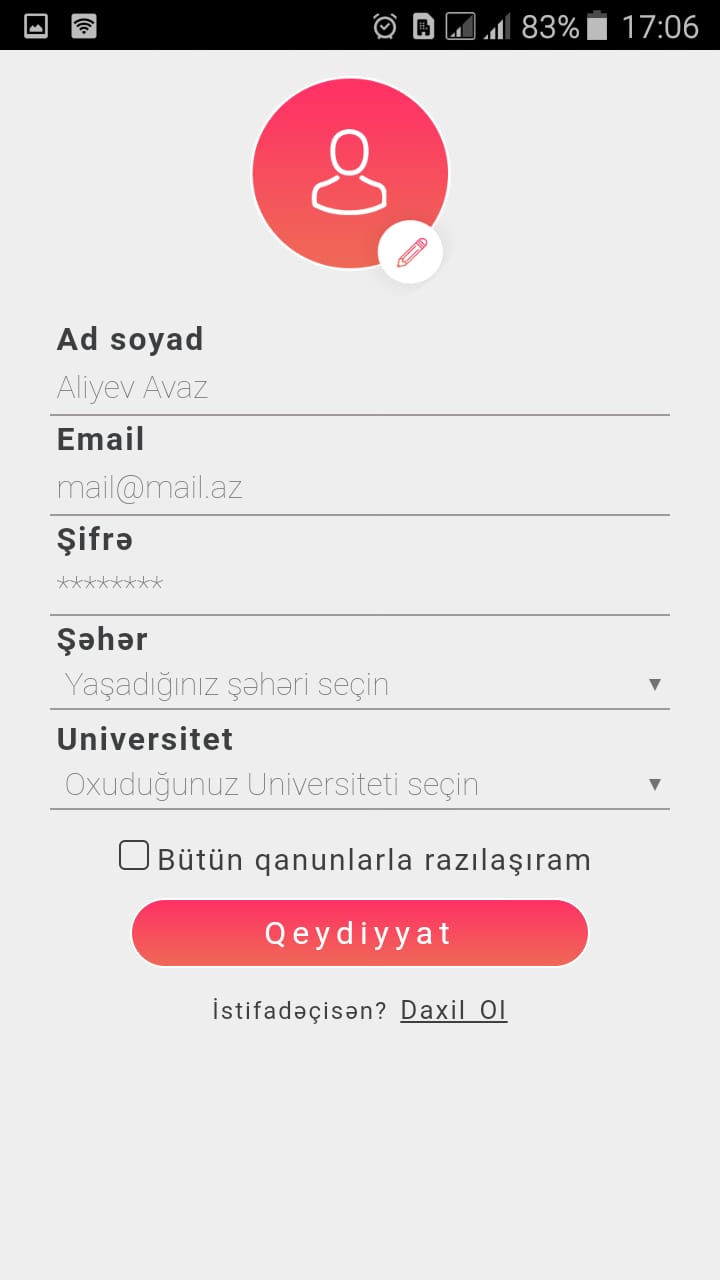 83% 17:06
Ad soyad
Aliyev Avaz
Email
mail@mail.az
Şifrə
********
Şəhər
Yaşadığınız şəhəri seçin
Universitet
Oxuduğunuz Universiteti seçin
Bütün qanunlarla razılaşıram
Qeydiyyat
İstifadəçisən? Daxil Ol